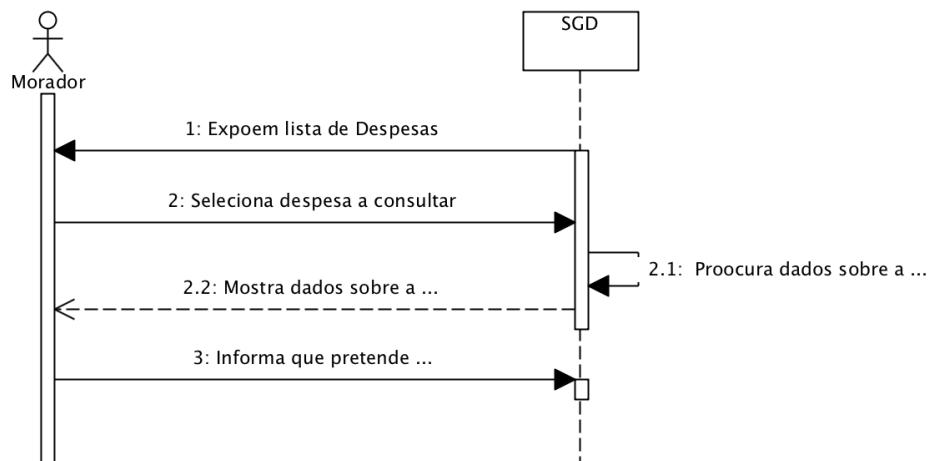 SGD
Morador
1: Expoem lista de Despesas
2: Seleciona despesa a consultar
2.1: Proocura dados sobre a ...
2.2: Mostra dados sobre a ...
3: Informa que pretende ...